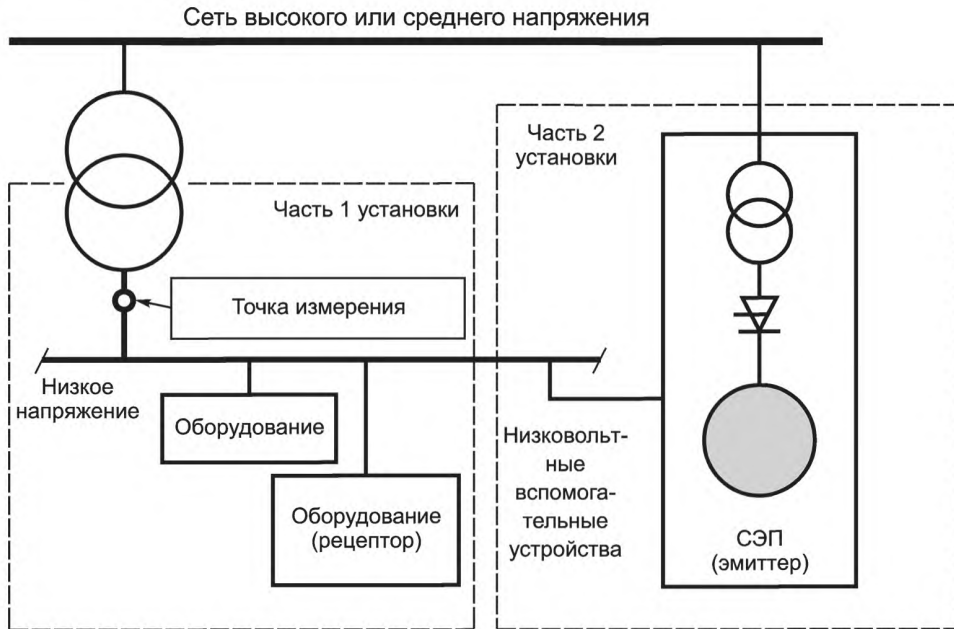 Сеть высокого или среднего напряжения
Часть 2
установки
Часть 1 установки
Точка измерения
Низкое
напряжение
Оборудование
Оборудование
(рецептор)
Низковольт-
ные
вспомога-
тельные
устройства
СЭП
(эмиттер)